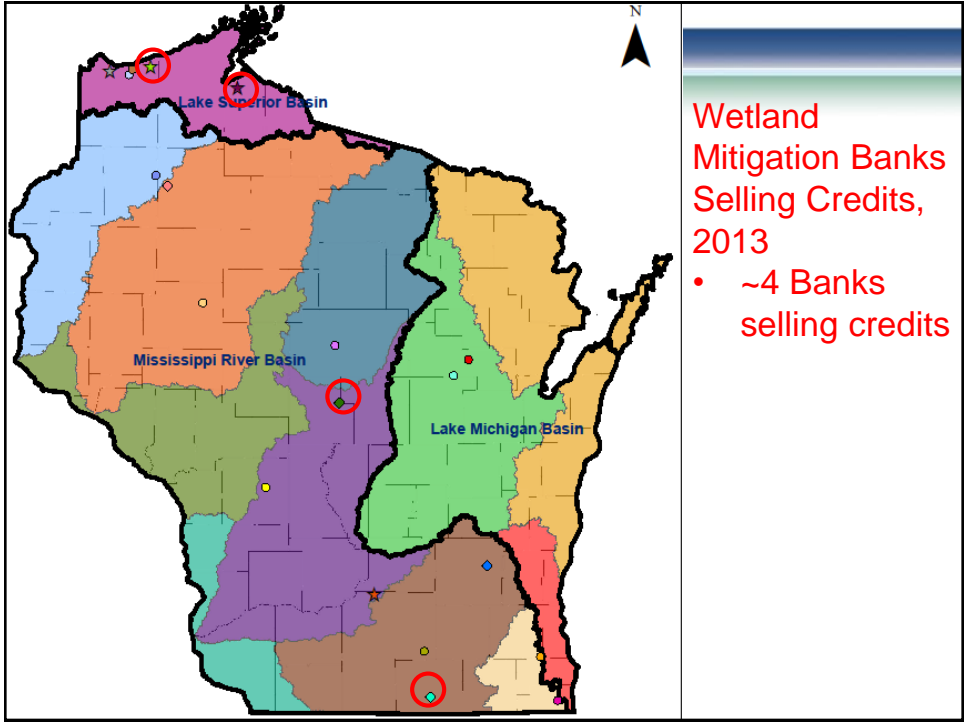 N
Lake Superior Basin
Mississippi River Basin
Lake Michigan Basin
Wetland
Mitigation Banks
Selling Credits,
2013
• ~4 Banks
selling credits